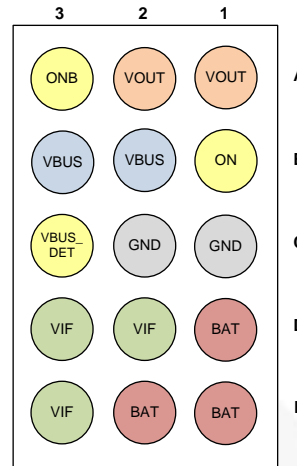 3 2 1
ONB VOUT VOUT
VBUS VBUS ON
VBUS_
DET GND GND
VIF VIF BAT
VIF BAT BAT